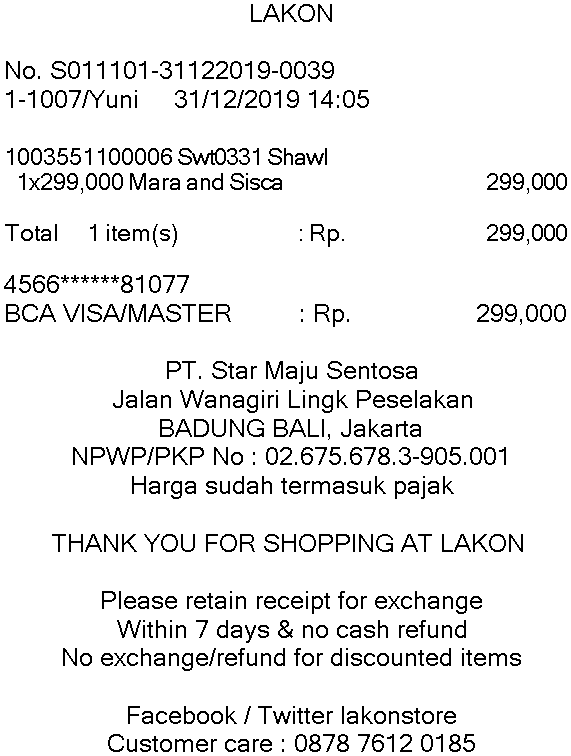 LAKON
No. S011101-31122019-0039
1-1007/Yuni 31/12/2019 14:05
1003551100006 Swt0331 Shawl
1x299,000 Mara and Sisca 299,000
Total 1 item(s) : Rp. 299,000
4566******81077
BCA VISA/MASTER : Rp. 299,000
PT. Star Maju Sentosa
Jalan Wanagiri Lingk Peselakan
BADUNG BALI, Jakarta
NPWP/PKP No : 02.675.678.3-905.001
Harga sudah termasuk pajak
THANK YOU FOR SHOPPING AT LAKON
Please retain receipt for exchange
Within 7 days & no cash refund
No exchange/refund for discounted items
Facebook / Twitter lakonstore
Customer care : 0878 7612 0185